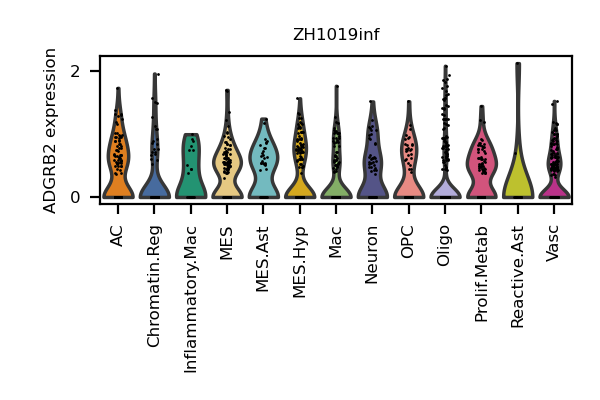 ZH1019inf
ADGRB2 expression
2
0
AC
Chromatin.Reg
Inflammatory.Mac
MES
MES.Ast
MES.Hyp
Mac
Neuron
OPC
Oligo
Prolif.Metab
Reactive.Ast
Vasc